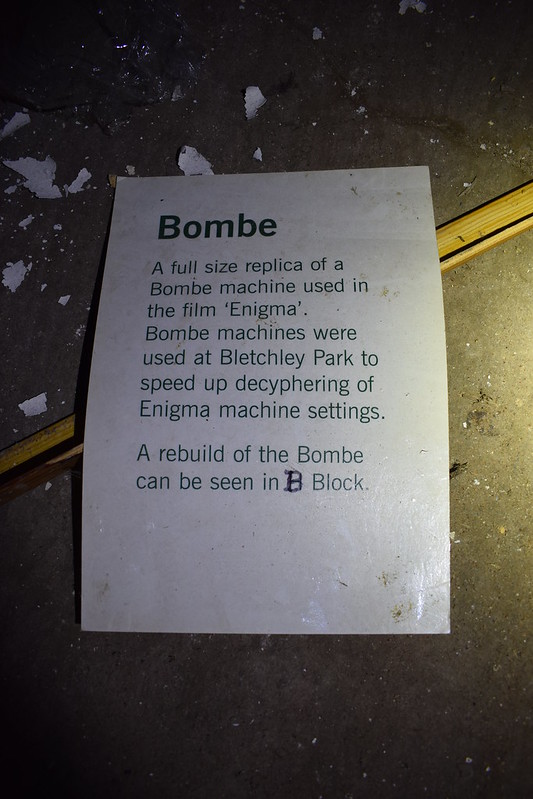 Bombe
A full size replica of a
Bombe machine used in
the film ‘Enigma’.
Bombe machines were
used at Bletchley Park to
speed up decyphering of
Enigma machine settings.
A rebuild of the Bombe
can be seen in B Block.